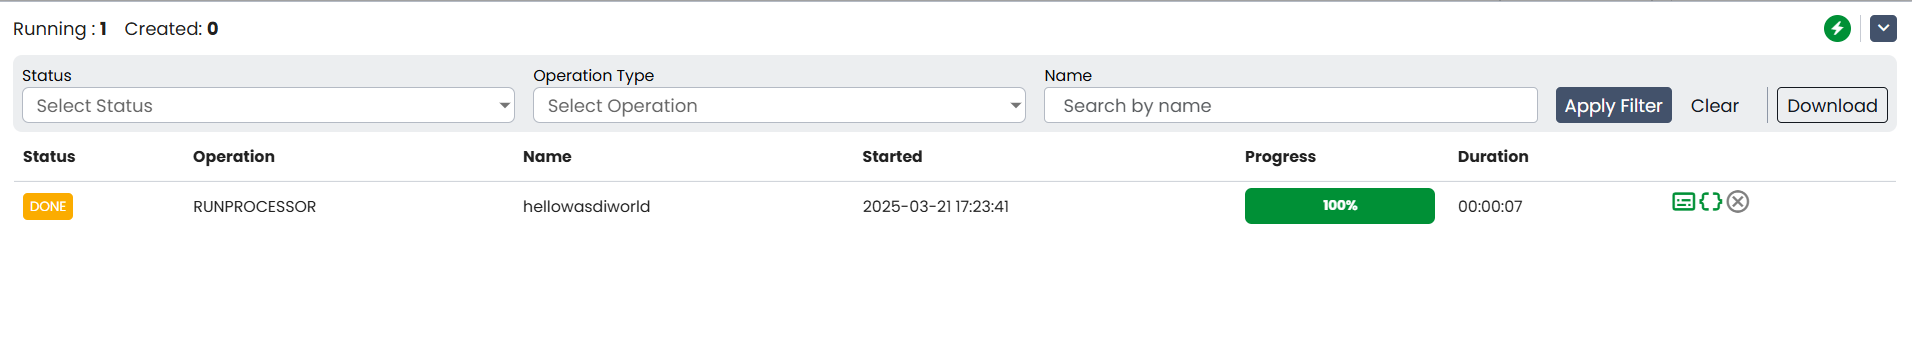 Running : 1 Created: 0
Status Operation Type Name
Select Status Select Operation Search by name Apply Filter Clear Download
Status Operation Name Started Progress Duration
DONE RUNPROCESSOR hellowasdiworld 2025-03-21 17:23:41 100% 00:00:07